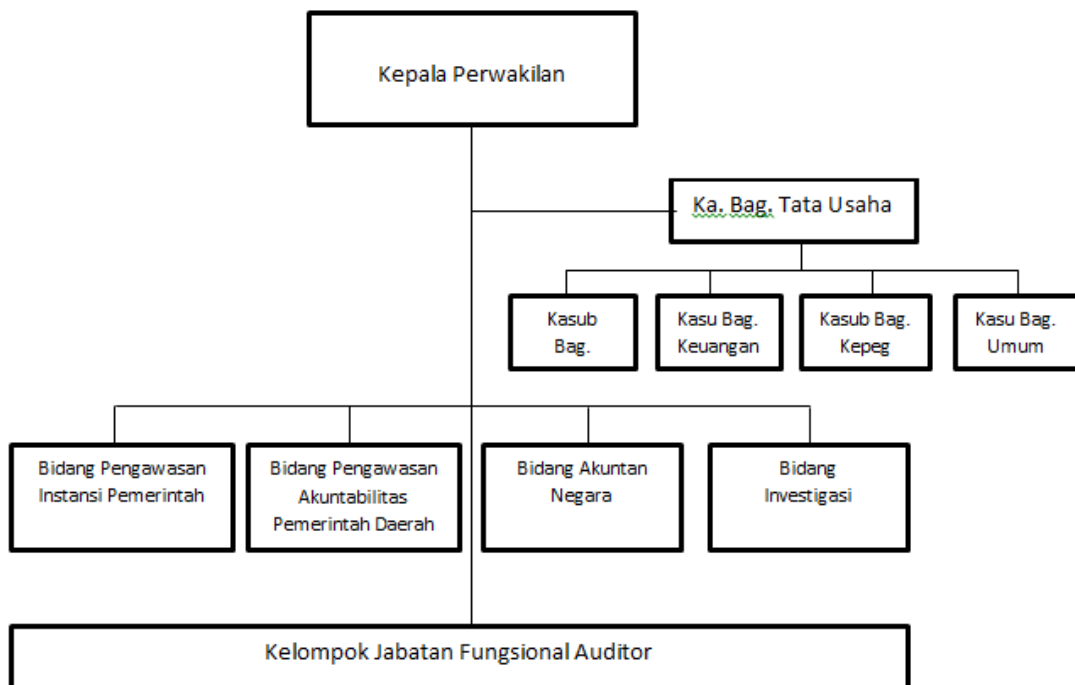 Kepala Perwakilan
Ka. Bag. Tata Usaha
Kasub
Bag.
Kasu Bag.
Keuangan
Kasub Bag.
Kepeg
Kasu Bag.
Umum
Bidang Pengawasan
Instansi Pemerintah
Bidang Pengawasan
Akuntabilitas
Pemerintah Daerah
Bidang Akuntan
Negara
Bidang
Investigasi
Kelompok Jabatan Fungsional Auditor